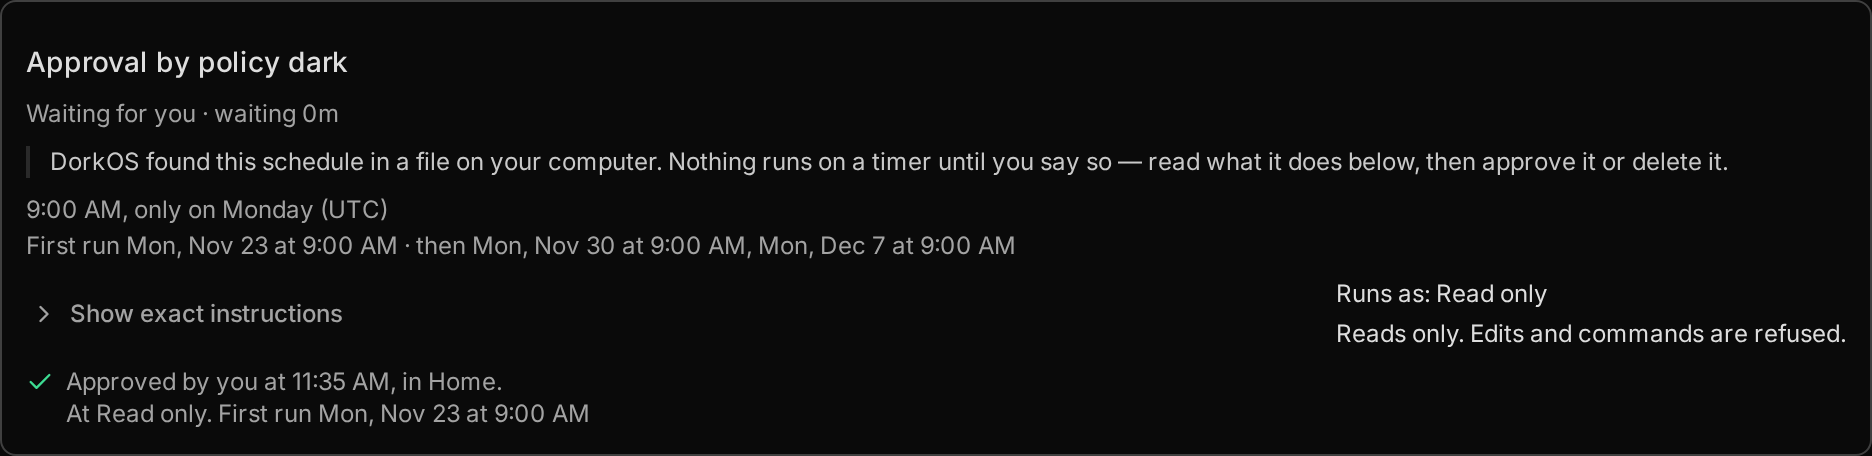 Approval by policy dark
Waiting for you · waiting 0m
DorkOS found this schedule in a file on your computer. Nothing runs on a timer until you say so — read what it does below, then approve it or delete it.
9:00 AM, only on Monday (UTC)
First run Mon, Nov 23 at 9:00 AM · then Mon, Nov 30 at 9:00 AM, Mon, Dec 7 at 9:00 AM
Show exact instructions
Runs as: Read only
Reads only. Edits and commands are refused.
Approved by you at 11:35 AM, in Home.
At Read only. First run Mon, Nov 23 at 9:00 AM